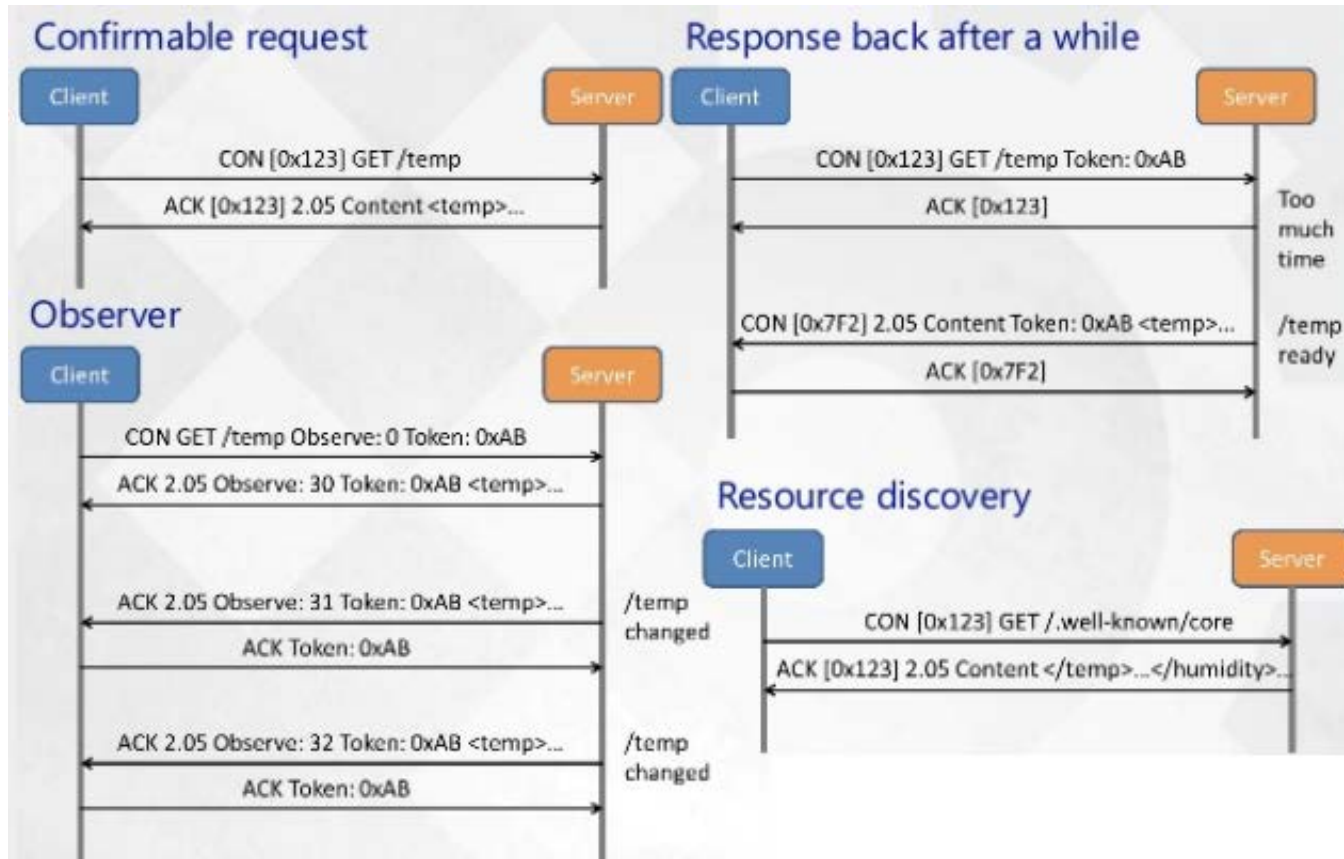 Confirmable request
Client
Server
CON [0x123] GET /temp
ACK [0x123] 2.05 Content <temp>...
Response back after a while
Client
Server
CON [0x123] GET /temp Token: 0xAB
ACK [0x123]
Too
much
time
CON [0x7F2] 2.05 Content Token: 0xAB <temp>...
/temp
ready
ACK [0x7F2]
Observer
Client
Server
CON GET /temp Observe: 0 Token: 0xAB
ACK 2.05 Observe: 30 Token: 0xAB <temp>...
ACK 2.05 Observe: 31 Token: 0xAB <temp>...
/temp
changed
ACK Token: 0xAB
ACK 2.05 Observe: 32 Token: 0xAB <temp>...
/temp
changed
ACK Token: 0xAB
Resource discovery
Client
Server
CON [0x123] GET /.well-known/core
ACK [0x123] 2.05 Content </temp>...</humidity>...